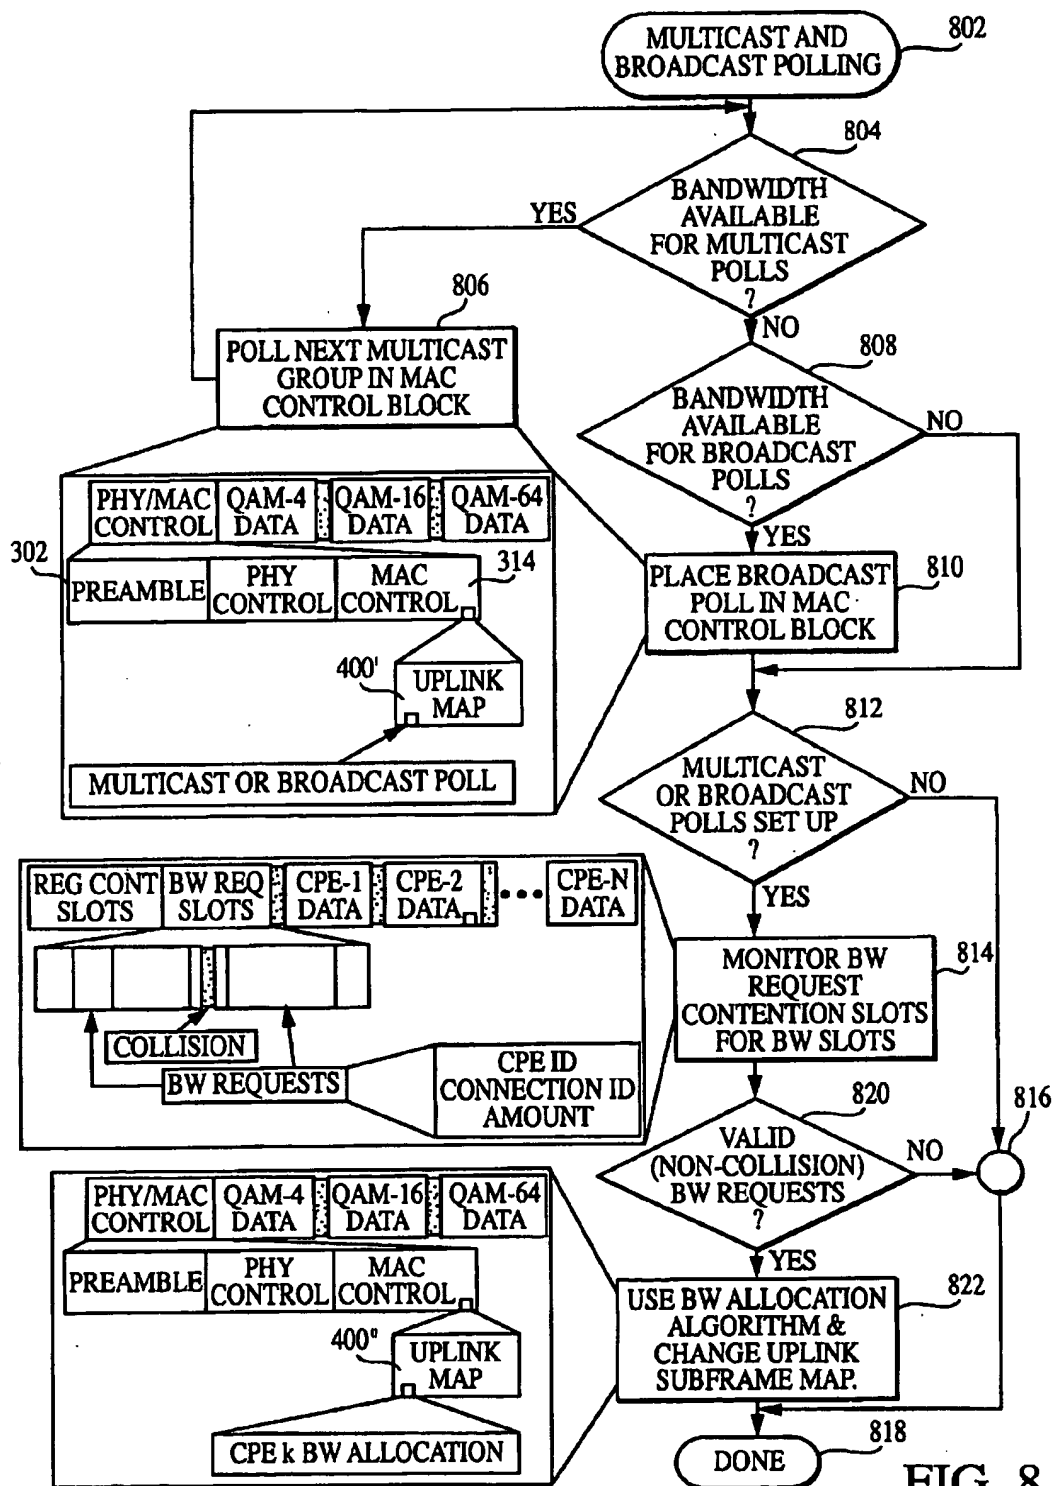 MULTICAST AND
BROADCAST POLLING
802
804
BANDWIDTH
AVAILABLE
FOR MULTICAST
POLLS
?
YES
NO
806
POLL NEXT MULTICAST
GROUP IN MAC
CONTROL BLOCK
808
BANDWIDTH
AVAILABLE
FOR BROADCAST
POLLS
?
NO
YES
PHY/MAC
CONTROL
QAM-4
DATA
QAM-16
DATA
QAM-64
DATA
302
PREAMBLE
PHY
CONTROL
MAC
CONTROL
314
400'
UPLINK
MAP
MULTICAST OR BROADCAST POLL
PLACE BROADCAST
POLL IN MAC
CONTROL BLOCK
810
812
MULTICAST
OR BROADCAST
POLLS SET UP
?
NO
YES
REG CONT
SLOTS
BW REQ
SLOTS
CPE-1
DATA
CPE-2
DATA
CPE-N
DATA
COLLISION
BW REQUESTS
CPE ID
CONNECTION ID
AMOUNT
MONITOR BW
REQUEST
CONTENTION SLOTS
FOR BW SLOTS
814
820
VALID
(NON-COLLISION)
BW REQUESTS
?
NO
816
YES
PHY/MAC
CONTROL
QAM-4
DATA
QAM-16
DATA
QAM-64
DATA
PREAMBLE
PHY
CONTROL
MAC
CONTROL
400"
UPLINK
MAP
CPE k BW ALLOCATION
USE BW ALLOCATION
ALGORITHM &
CHANGE UPLINK
SUBFRAME MAP.
822
DONE
818
FIG. 8